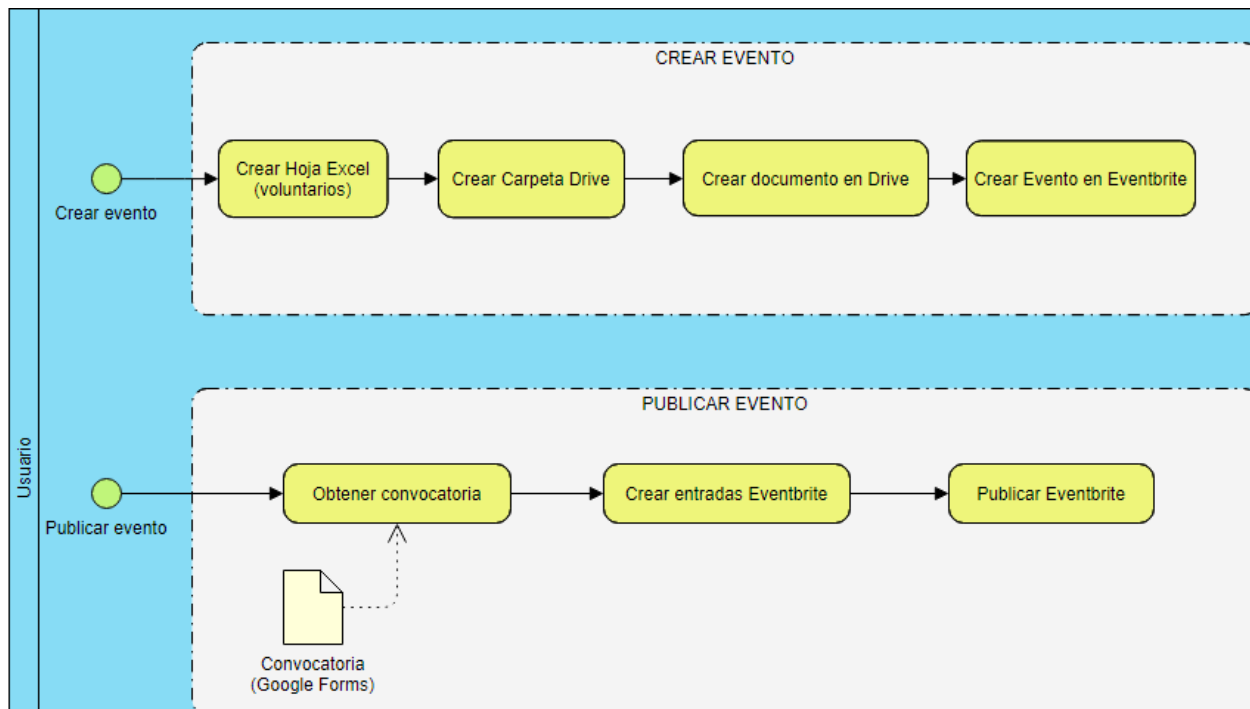 CREAR EVENTO
Crear Hoja Excel
(voluntarios)
Crear Carpeta Drive
Crear documento en Drive
Crear Evento en Eventbrite
Crear evento
Usuario
PUBLICAR EVENTO
Obtener convocatoria
Crear entradas Eventbrite
Publicar Eventbrite
Publicar evento
Convocatoria
(Google Forms)